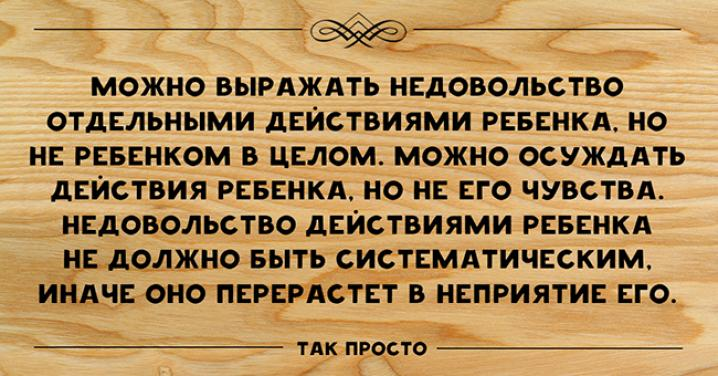 МОЖНО ВЫРАЖАТЬ НЕДОВОЛЬСТВО
ОТДЕЛЬНЫМИ ДЕЙСТВИЯМИ РЕБЕНКА, НО
НЕ РЕБЕНКОМ В ЦЕЛОМ. МОЖНО ОСУЖДАТЬ
ДЕЙСТВИЯ РЕБЕНКА, НО НЕ ЕГО ЧУВСТВА.
НЕДОВОЛЬСТВО ДЕЙСТВИЯМИ РЕБЕНКА
НЕ ДОЛЖНО БЫТЬ СИСТЕМАТИЧЕСКИМ,
ИНАЧЕ ОНО ПЕРЕРАСТЕТ В НЕПРИЯТИЕ ЕГО.
ТАК ПРОСТО